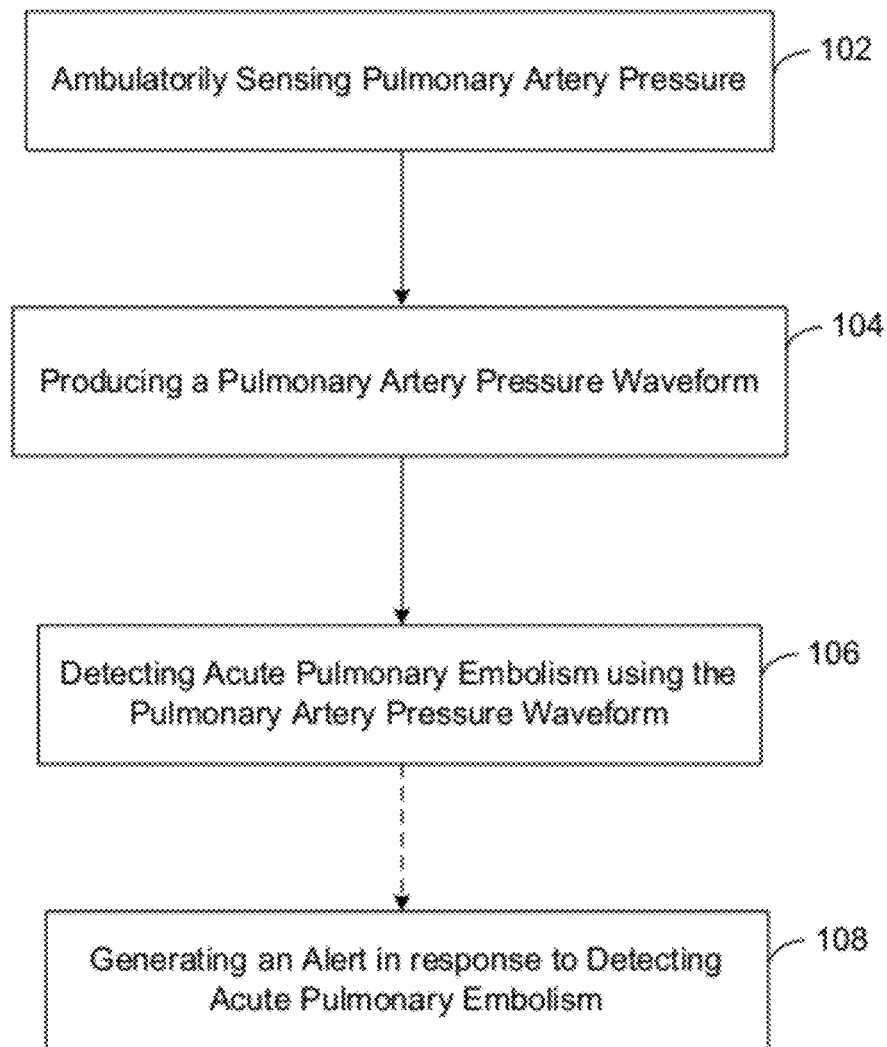 Ambulatorily Sensing Pulmonary Artery Pressure
102
Producing a Pulmonary Artery Pressure Waveform
104
Detecting Acute Pulmonary Embolism using the
Pulmonary Artery Pressure Waveform
106
Generating an Alert in response to Detecting
Acute Pulmonary Embolism
108